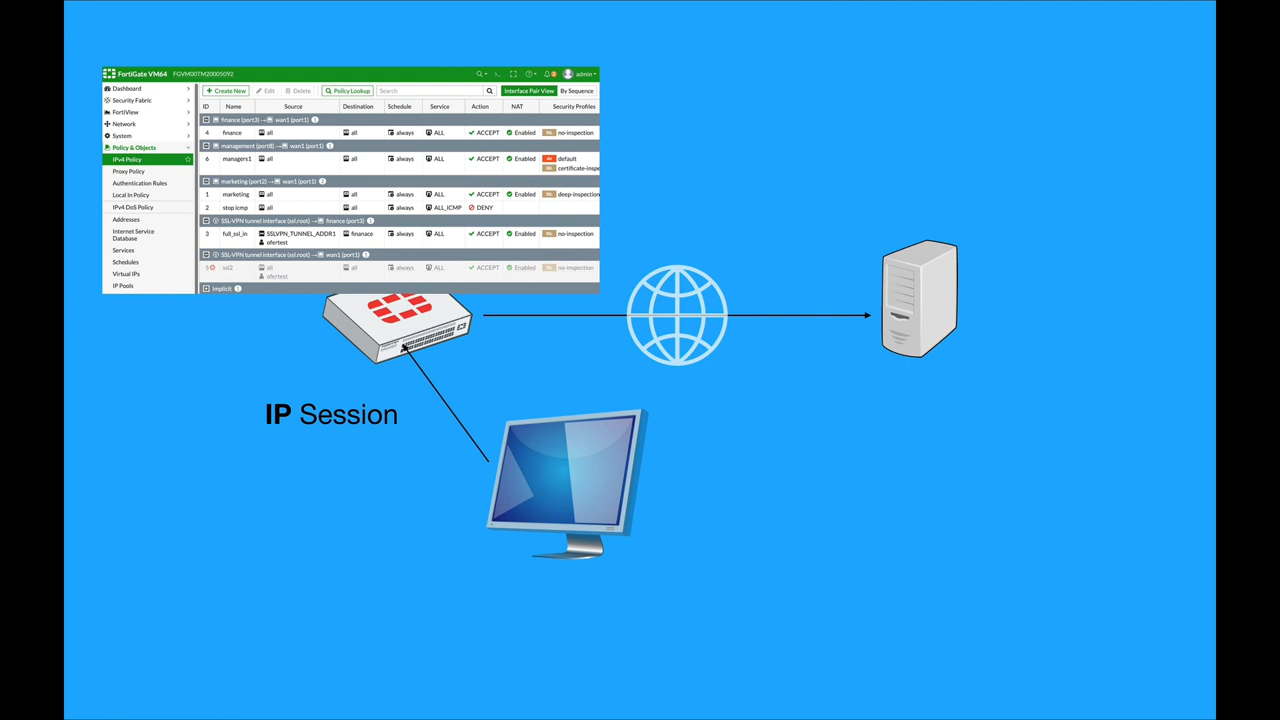 FortiGate VM64 FGVM00TM20005092 admin
Dashboard
Security Fabric
FortiView
Network
System
Policy & Objects
IPv4 Policy
Proxy Policy
Authentication Rules
Local In Policy
IPv4 DoS Policy
Addresses
Internet Service
Database
Services
Schedules
Virtual IPs
IP Pools
Create New Edit Delete Policy Lookup Search Interface Pair View By Sequence
ID Name Source Destination Schedule Service Action NAT Security Profiles
finance (port3) → wan1 (port1) 1
4 finance all all always ALL ACCEPT Enabled SSL no-inspection
management (port8) → wan1 (port1) 1
6 managers1 all all always ALL ACCEPT Enabled AV default
SSL certificate-inspe
marketing (port2) → wan1 (port1) 2
1 marketing all all always ALL ACCEPT Enabled SSL deep-inspection
2 stop icmp all all always ALL_ICMP DENY
SSL-VPN tunnel interface (ssl.root) → finance (port3) 1
3 full_ssl_in SSLVPN_TUNNEL_ADDR1 finanace always ALL ACCEPT Enabled SSL no-inspection
ofertest
SSL-VPN tunnel interface (ssl.root) → wan1 (port1) 1
5 ssl2 all all always ALL ACCEPT Enabled SSL no-inspection
ofertest
Implicit 1
IP Session